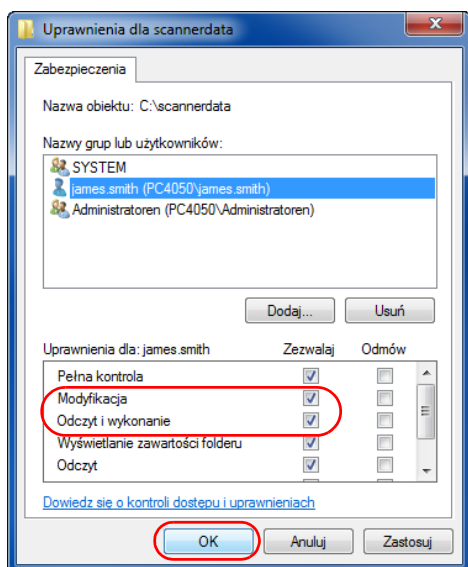 Uprawnienia dla scannerdata
Zabezpieczenia
Nazwa obiektu: C:\scannerdata
Nazwy grup lub użytkowników:
SYSTEM
james.smith (PC4050\james.smith)
Administratoren (PC4050\Administratoren)
Dodaj... Usuń
Uprawnienia dla: james.smith Zezwalaj Odmów
Pełna kontrola
Modyfikacja
Odczyt i wykonanie
Wyświetlanie zawartości folderu
Odczyt
Dowiedz się o kontroli dostępu i uprawnieniach
OK Anuluj Zastosuj